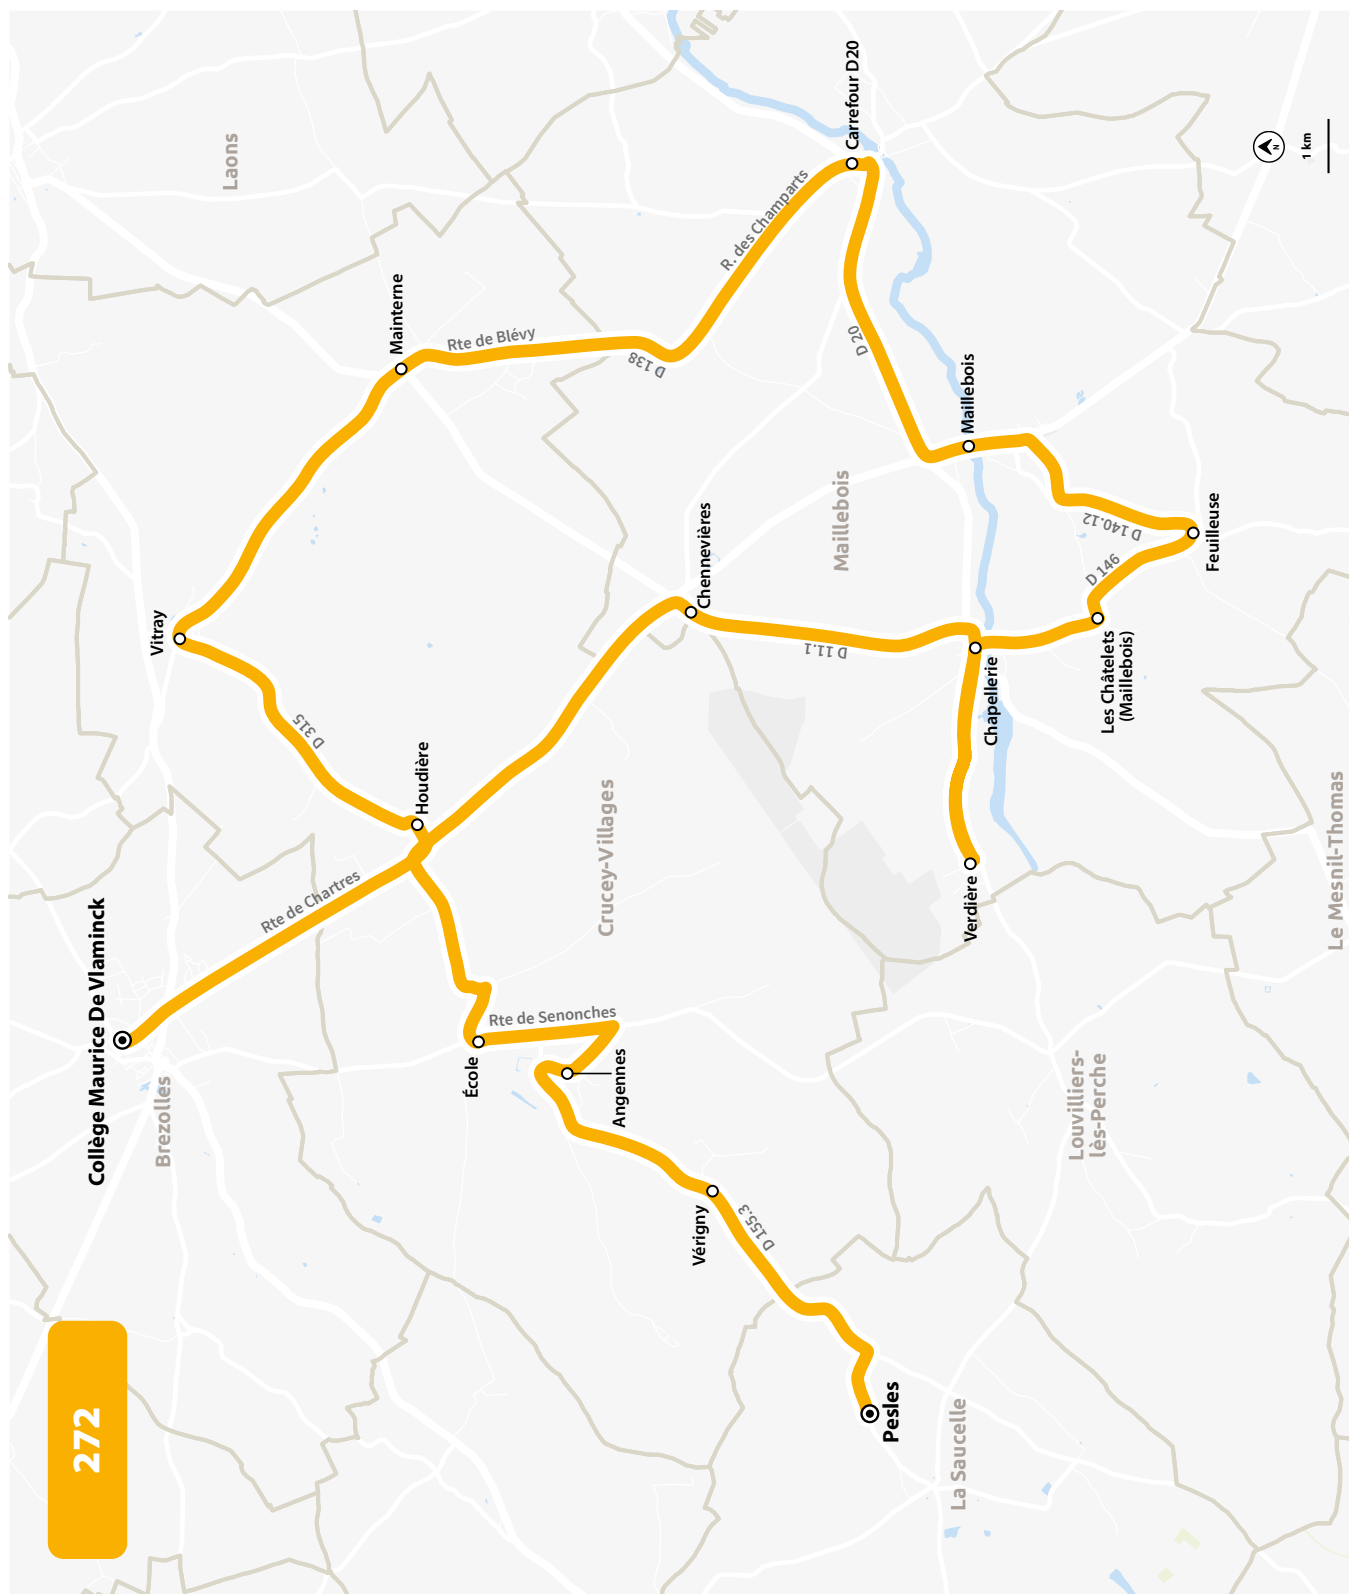 272
Collège Maurice De Vlaminck
Brezolles
Rte de Chartres
Vitray
D 315
Houdière
Laons
Mainterne
Rte de Blévy
D 138
R. des Champarts
Carrefour D20
D 20
Maillebois
Maillebois
Chennevières
D 11.1
Crucey-Villages
École
Rte de Senonches
Angennes
Vérigny
D 155.3
Pesles
La Saucelle
Verdière
Chapellerie
Les Châtelets
(Maillebois)
D 146
D 140.12
Feuilleuse
Louvilliers-
lès-Perche
Le Mesnil-Thomas
N
1 km